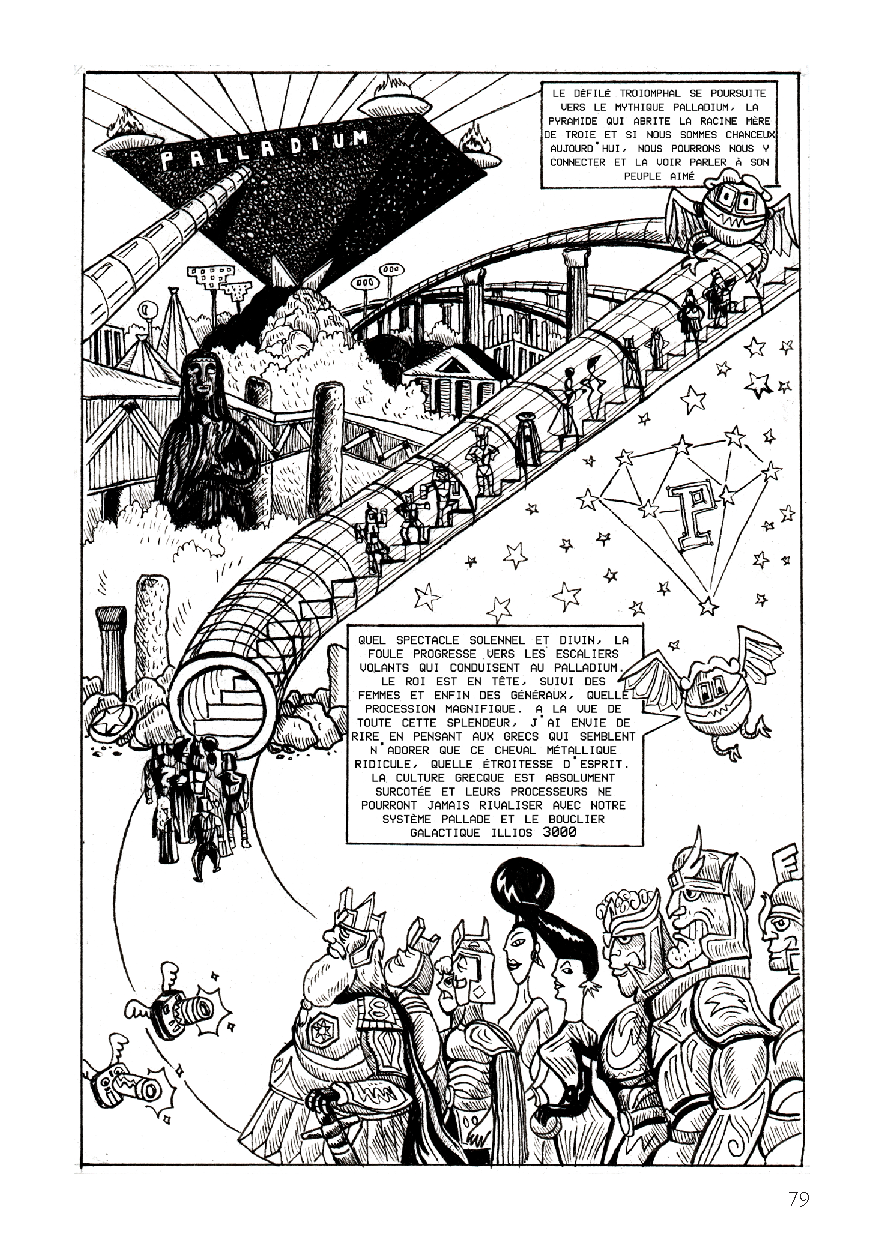 LE DÉFILÉ TROIOMPHAL SE POURSUITE
VERS LE MYTHIQUE PALLADIUM, LA
PYRAMIDE QUI ABRITE LA RACINE MÈRE
DE TROIE ET SI NOUS SOMMES CHANCEUX
AUJOURD'HUI, NOUS POURRONS NOUS Y
CONNECTER ET LA VOIR PARLER À SON
PEUPLE AIMÉ
PALLADIUM
P
QUEL SPECTACLE SOLENNEL ET DIVIN, LA
FOULE PROGRESSE VERS LES ESCALIERS
VOLANTS QUI CONDUISENT AU PALLADIUM.
LE ROI EST EN TÊTE, SUIVI DES
FEMMES ET ENFIN DES GÉNÉRAUX, QUELLE
PROCESSION MAGNIFIQUE. A LA VUE DE
TOUTE CETTE SPLENDEUR, J'AI ENVIE DE
RIRE EN PENSANT AUX GRECS QUI SEMBLENT
N'ADORER QUE CE CHEVAL MÉTALLIQUE
RIDICULE, QUELLE ÉTROITESSE D'ESPRIT.
LA CULTURE GRECQUE EST ABSOLUMENT
SURCOTÉE ET LEURS PROCESSEURS NE
POURRONT JAMAIS RIVALISER AVEC NOTRE
SYSTÈME PALLADE ET LE BOUCLIER
GALACTIQUE ILLIOS 3000
79